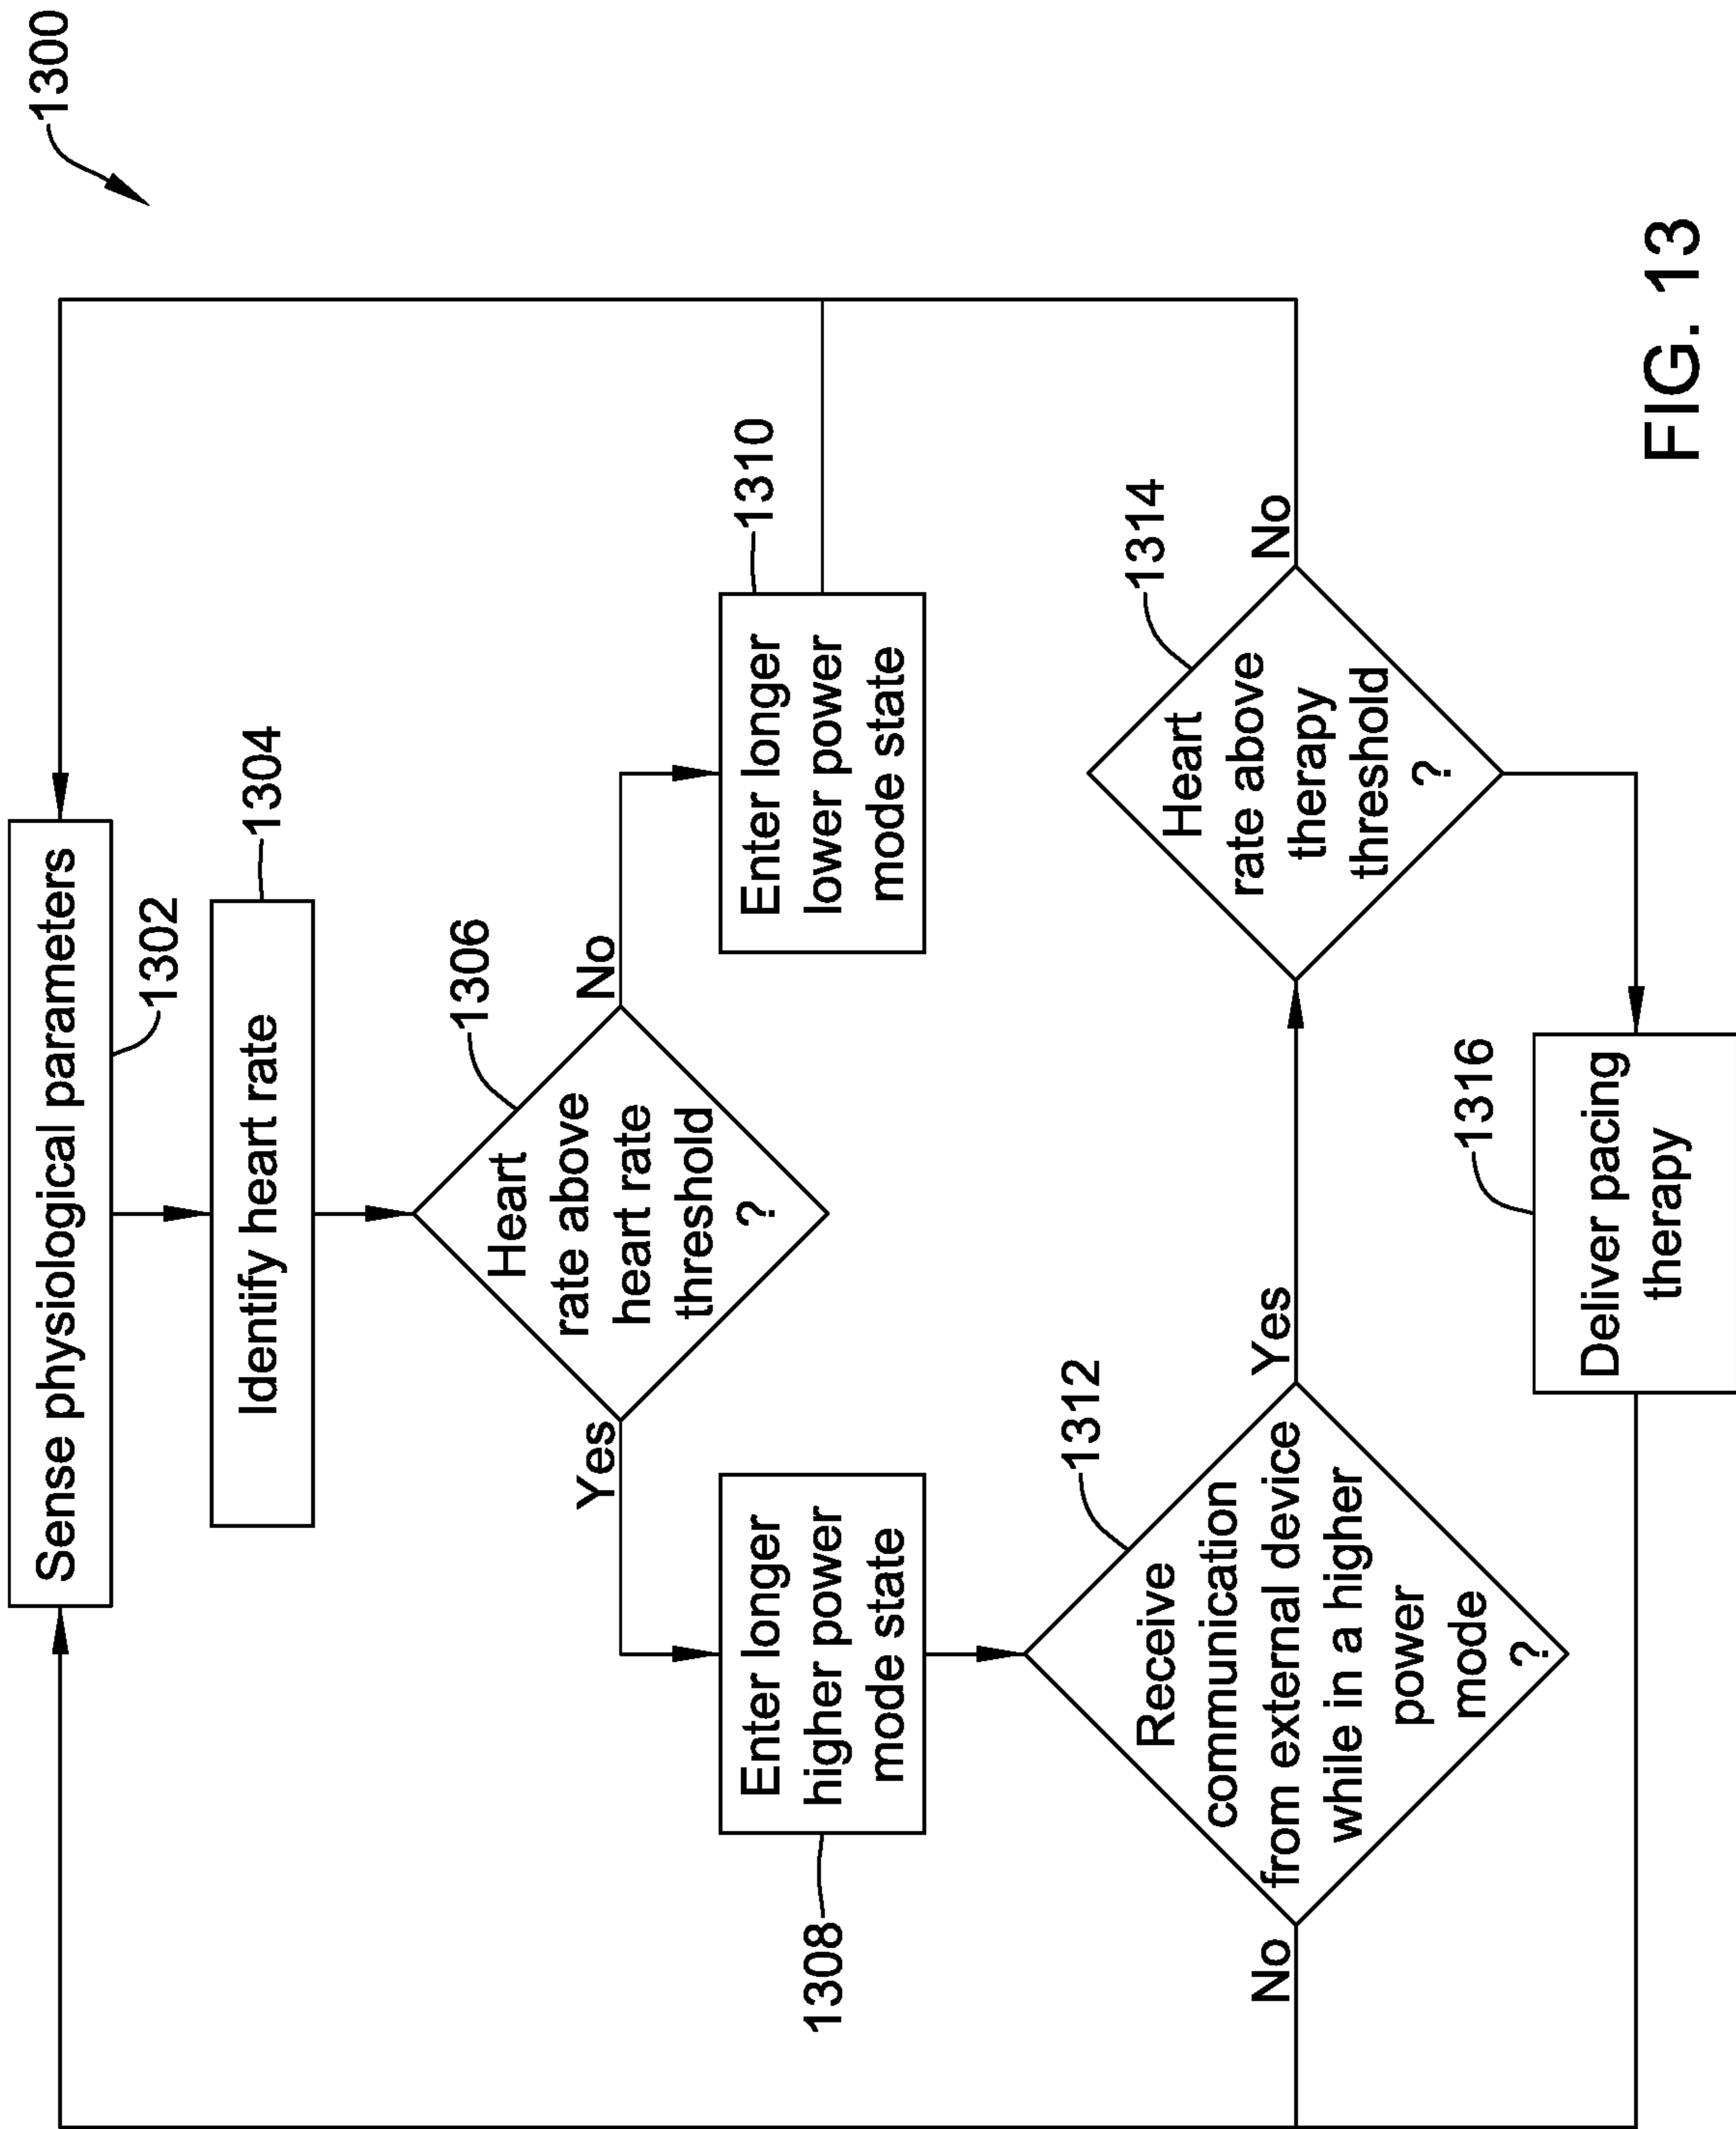 1300
Sense physiological parameters
1302
Identify heart rate
1304
Heart
rate above
heart rate
threshold
?
1306
Yes
No
Enter longer
higher power
mode state
1308
Enter longer
lower power
mode state
1310
Receive
communication
from external device
while in a higher
power
mode
?
1312
No
Yes
Heart
rate above
therapy
threshold
?
1314
No
Deliver pacing
therapy
1316
FIG. 13